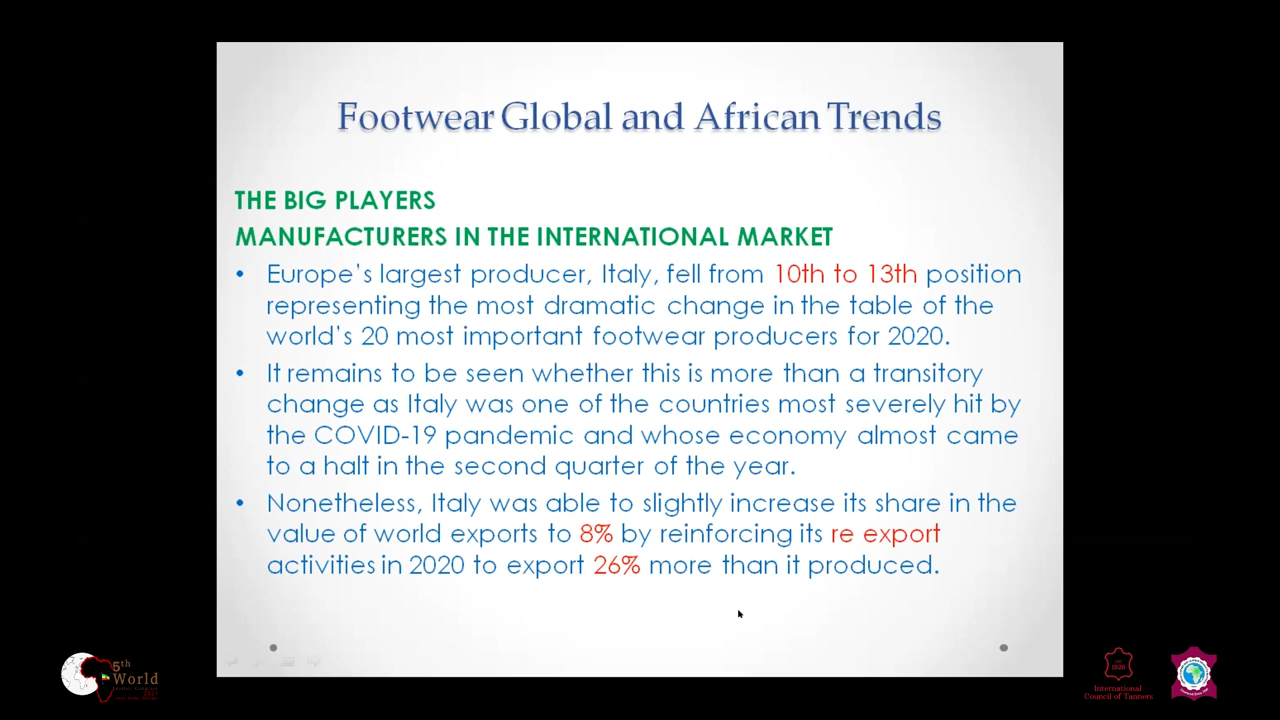 Footwear Global and African Trends
THE BIG PLAYERS
MANUFACTURERS IN THE INTERNATIONAL MARKET
• Europe's largest producer, Italy, fell from 10th to 13th position
representing the most dramatic change in the table of the
world's 20 most important footwear producers for 2020.
• It remains to be seen whether this is more than a transitory
change as Italy was one of the countries most severely hit by
the COVID-19 pandemic and whose economy almost came
to a halt in the second quarter of the year.
• Nonetheless, Italy was able to slightly increase its share in the
value of world exports to 8% by reinforcing its re export
activities in 2020 to export 26% more than it produced.
5th
World
International
Council of Tanners